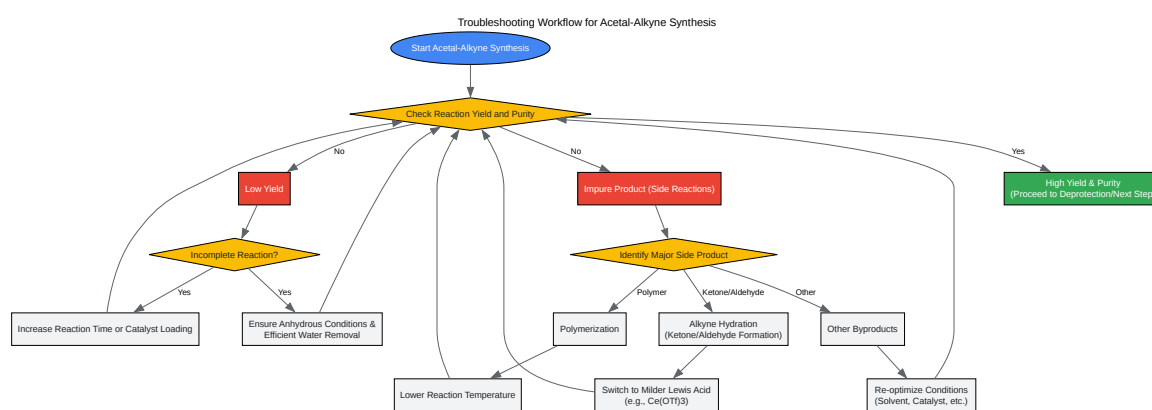 Troubleshooting Workflow for Acetal-Alkyne Synthesis
Start Acetal-Alkyne Synthesis
Check Reaction Yield and Purity
No
No
Yes
Low Yield
Impure Product (Side Reactions)
High Yield & Purity
(Proceed to Deprotection/Next Step
Incomplete Reaction?
Identify Major Side Product
Yes
Yes
Polymer
Ketone/Aldehyde
Other
Increase Reaction Time or Catalyst Loading
Ensure Anhydrous Conditions &
Efficient Water Removal
Polymerization
Alkyne Hydration
(Ketone/Aldehyde Formation)
Other Byproducts
Lower Reaction Temperature
Switch to Milder Lewis Acid
(e.g., Ce(OTf)3)
Re-optimize Conditions
(Solvent, Catalyst, etc.)